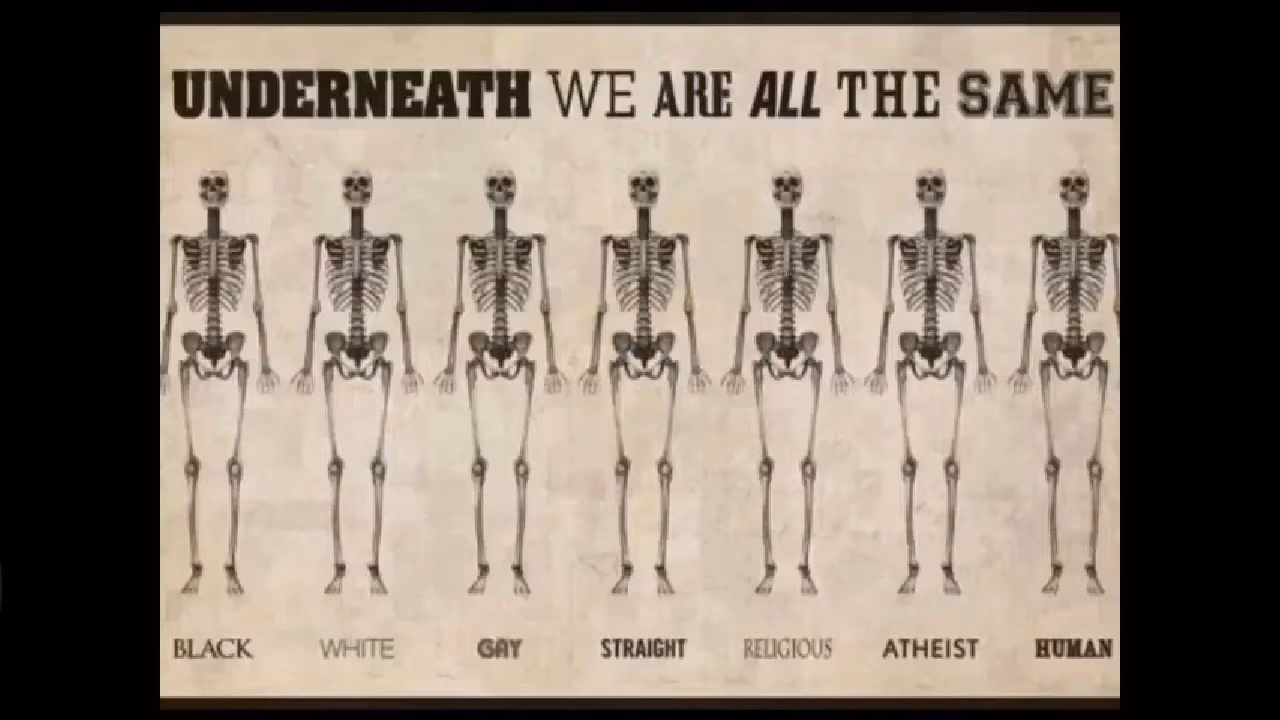 UNDERNEATH WE ARE ALL THE SAME
BLACK WHITE GAY STRAIGHT RELIGIOUS ATHEIST HUMAN